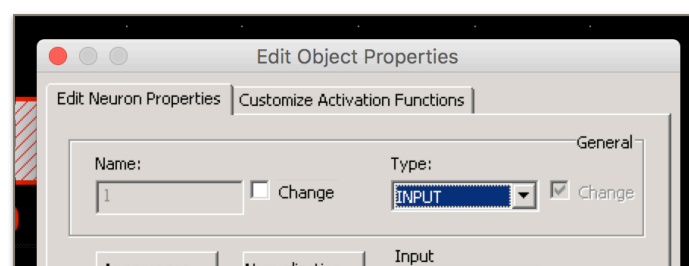 Edit Object Properties
Edit Neuron Properties Customize Activation Functions
General
Name: Type:
1 Change INPUT Change
Input